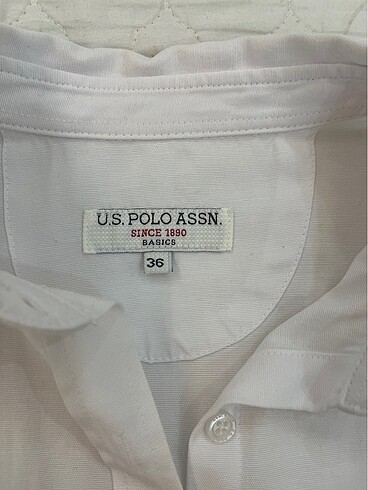 U.S. POLO ASSN.
SINCE 1890
BASICS
36